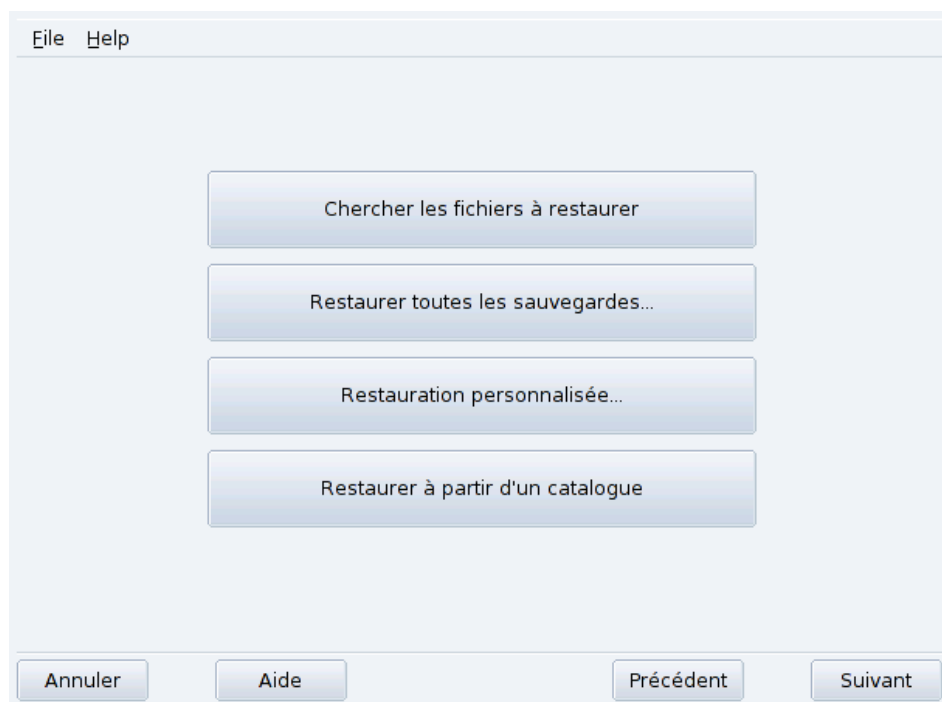 File Help
Chercher les fichiers à restaurer
Restaurer toutes les sauvegardes...
Restauration personnalisée...
Restaurer à partir d'un catalogue
Annuler Aide Précédent Suivant